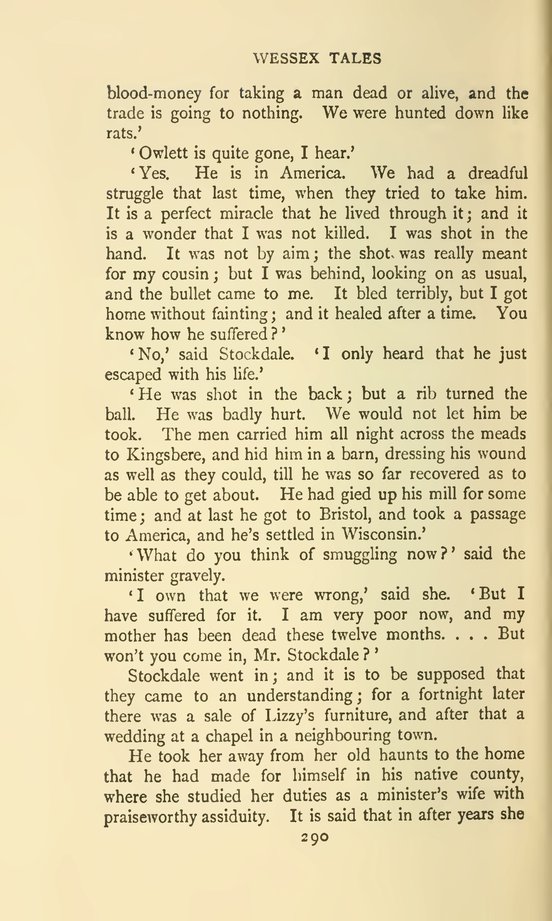 WESSEX TALES
blood-money for taking a man dead or alive, and the
trade is going to nothing. We were hunted down like
rats.'
'Owlett is quite gone, I hear.'
'Yes. He is in America. We had a dreadful
struggle that last time, when they tried to take him.
It is a perfect miracle that he lived through it; and it
is a wonder that I was not killed. I was shot in the
hand. It was not by aim; the shot was really meant
for my cousin; but I was behind, looking on as usual,
and the bullet came to me. It bled terribly, but I got
home without fainting; and it healed after a time. You
know how he suffered?'
'No,' said Stockdale. 'I only heard that he just
escaped with his life.'
'He was shot in the back; but a rib turned the
ball. He was badly hurt. We would not let him be
took. The men carried him all night across the meads
to Kingsbere, and hid him in a barn, dressing his wound
as well as they could, till he was so far recovered as to
be able to get about. He had gied up his mill for some
time; and at last he got to Bristol, and took a passage
to America, and he's settled in Wisconsin.'
'What do you think of smuggling now?' said the
minister gravely.
'I own that we were wrong,' said she. 'But I
have suffered for it. I am very poor now, and my
mother has been dead these twelve months. . . . But
won't you come in, Mr. Stockdale?'
Stockdale went in; and it is to be supposed that
they came to an understanding; for a fortnight later
there was a sale of Lizzy's furniture, and after that a
wedding at a chapel in a neighbouring town.
He took her away from her old haunts to the home
that he had made for himself in his native county,
where she studied her duties as a minister's wife with
praiseworthy assiduity. It is said that in after years she
290